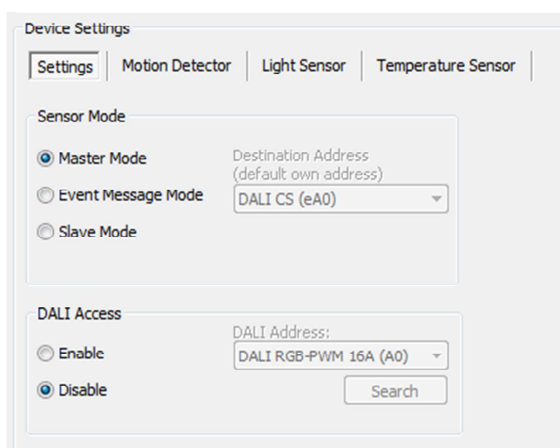 Device Settings
Settings Motion Detector Light Sensor Temperature Sensor
Sensor Mode
Master Mode
Destination Address
(default own address)
Event Message Mode
DALI CS (eA0)
Slave Mode
DALI Access
DALI Address:
Enable
DALI RGB-PWM 16A (A0)
Disable
Search